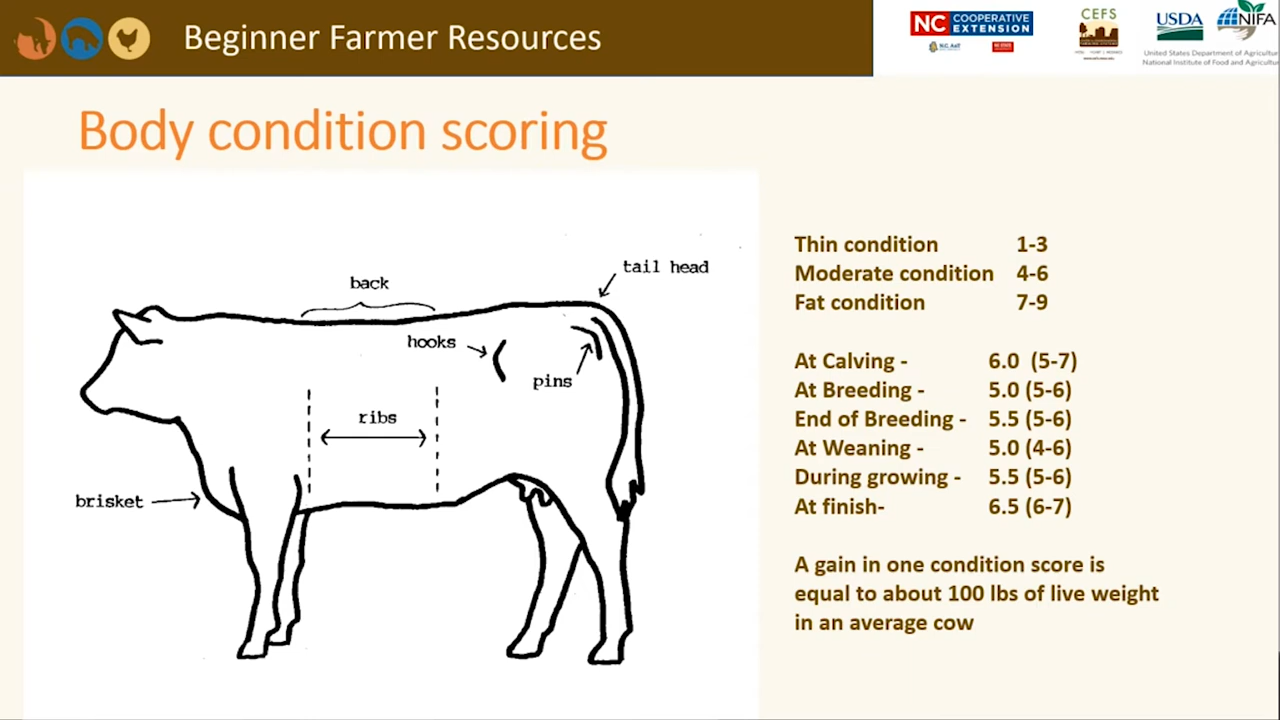 Beginner Farmer Resources
NC COOPERATIVE EXTENSION
CEFS
USDA
NIFA
United States Department of Agricultu
National Institute of Food and Agricultu
Body condition scoring
tail head
back
hooks
pins
ribs
brisket
Thin condition 1-3
Moderate condition 4-6
Fat condition 7-9
At Calving - 6.0 (5-7)
At Breeding - 5.0 (5-6)
End of Breeding - 5.5 (5-6)
At Weaning - 5.0 (4-6)
During growing - 5.5 (5-6)
At finish- 6.5 (6-7)
A gain in one condition score is
equal to about 100 lbs of live weight
in an average cow